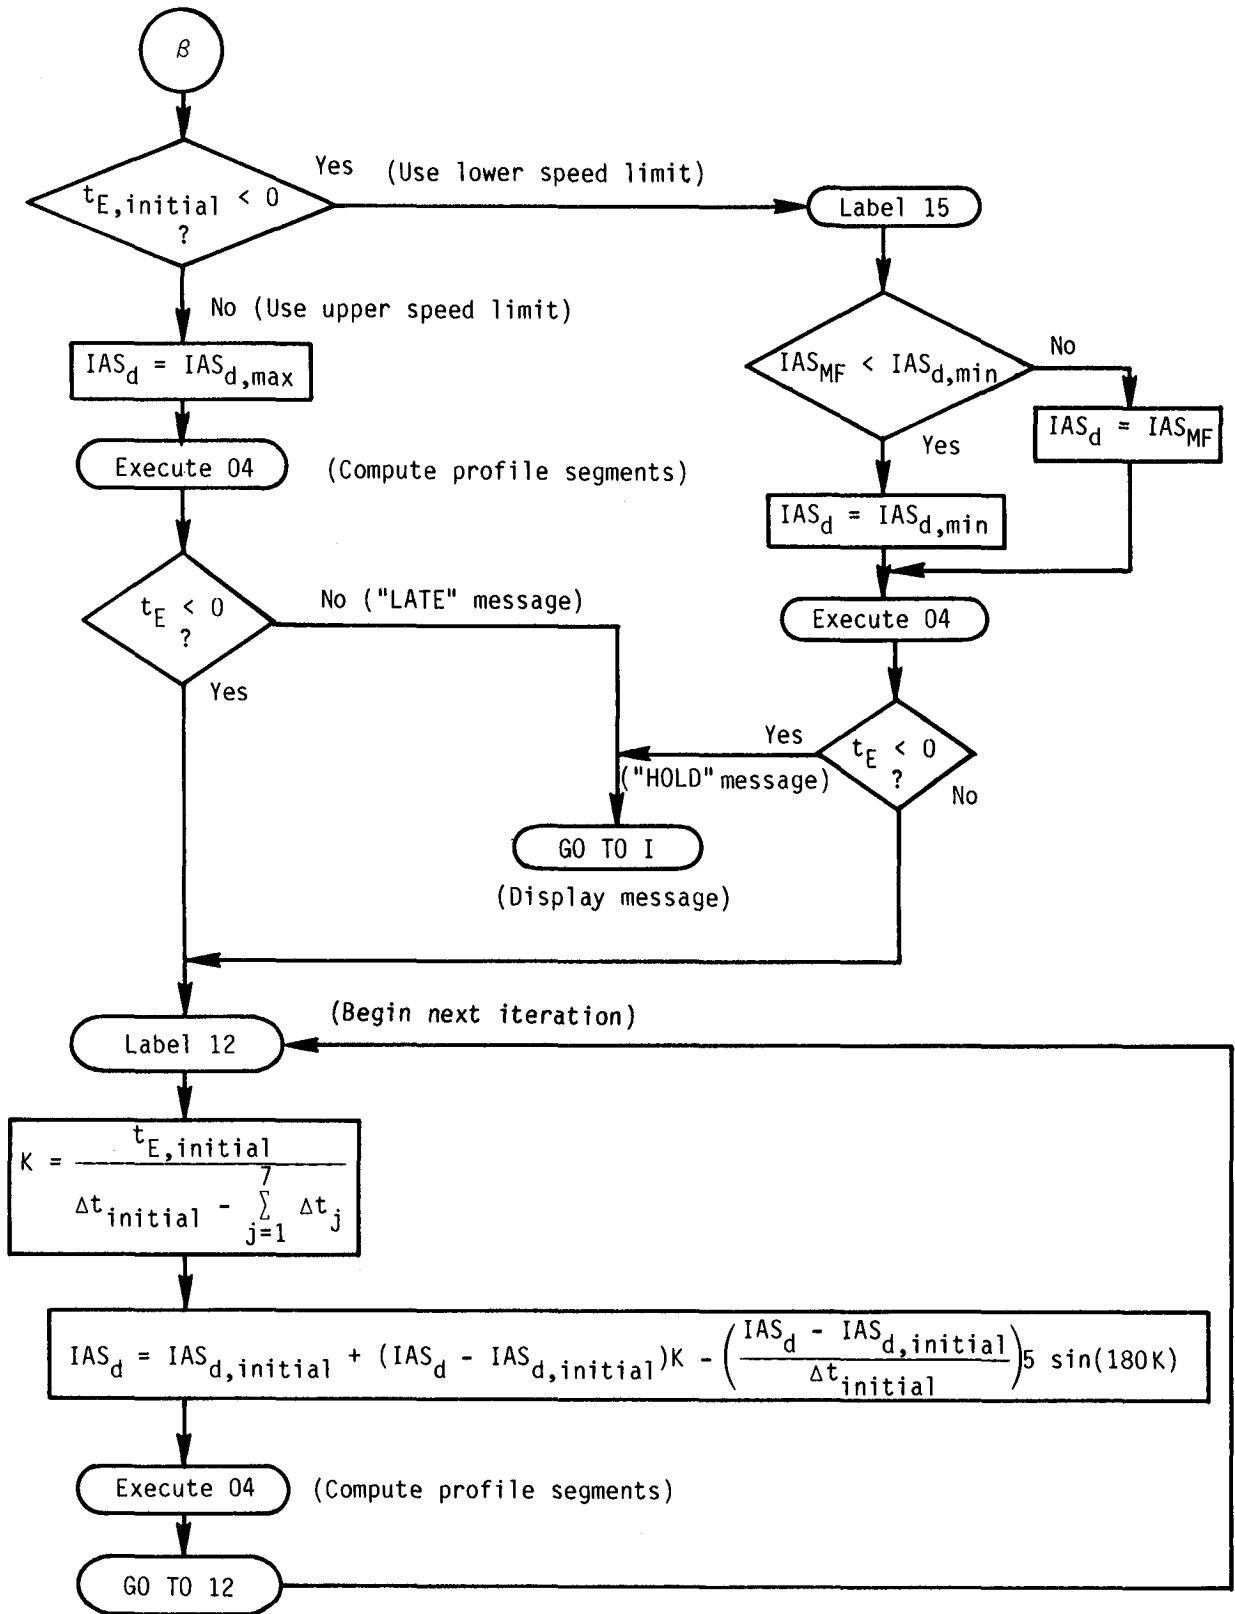 β
t_E,initial < 0
?
Yes (Use lower speed limit)
Label 15
No (Use upper speed limit)
IAS_d = IAS_d,max
IAS_MF < IAS_d,min
No
IAS_d = IAS_MF
Yes
Execute 04 (Compute profile segments)
IAS_d = IAS_d,min
t_E < 0
?
No ("LATE" message)
Yes
Execute 04
t_E < 0
?
Yes
("HOLD" message)
No
GO TO I
(Display message)
(Begin next iteration)
Label 12
K = t_E,initial / (Δt_initial - Σ_{j=1}^{7} Δt_j)
IAS_d = IAS_d,initial + (IAS_d - IAS_d,initial)K - ((IAS_d - IAS_d,initial) / Δt_initial) 5 sin(180K)
Execute 04 (Compute profile segments)
GO TO 12